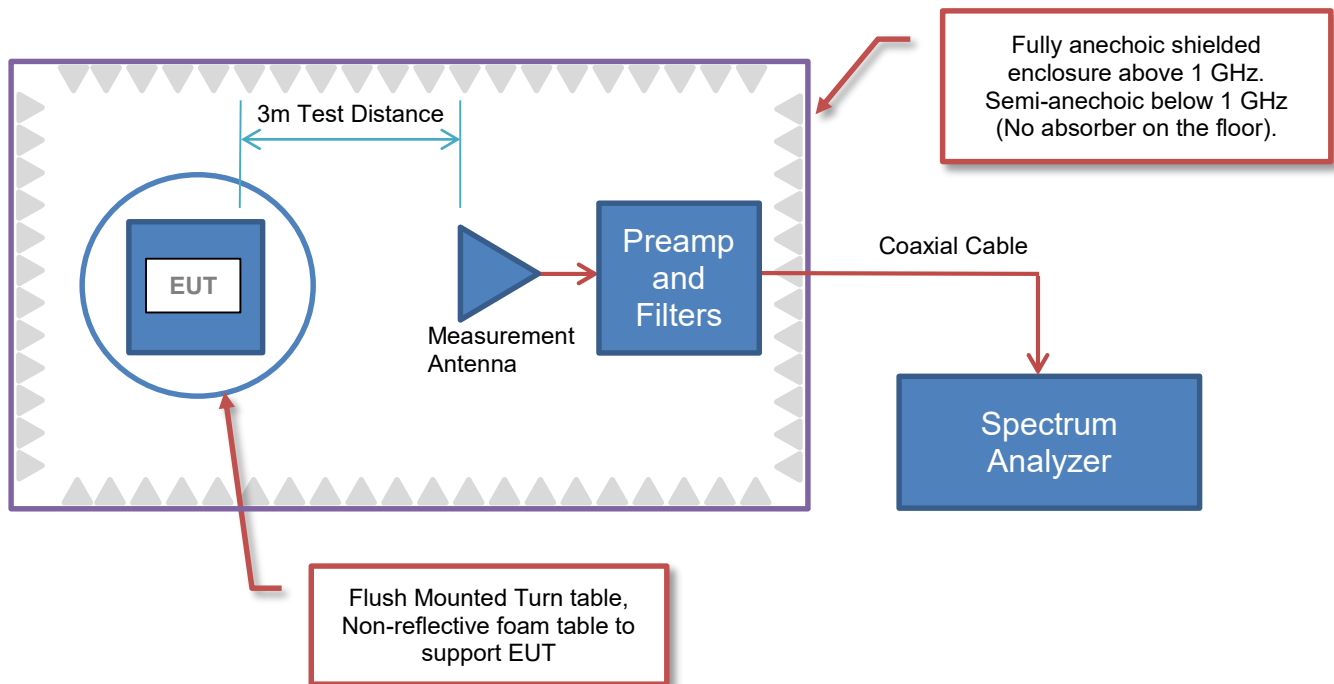 Fully anechoic shielded
enclosure above 1 GHz.
Semi-anechoic below 1 GHz
(No absorber on the floor).
3m Test Distance
EUT
Measurement
Antenna
Preamp
and
Filters
Coaxial Cable
Spectrum
Analyzer
Flush Mounted Turn table,
Non-reflective foam table to
support EUT